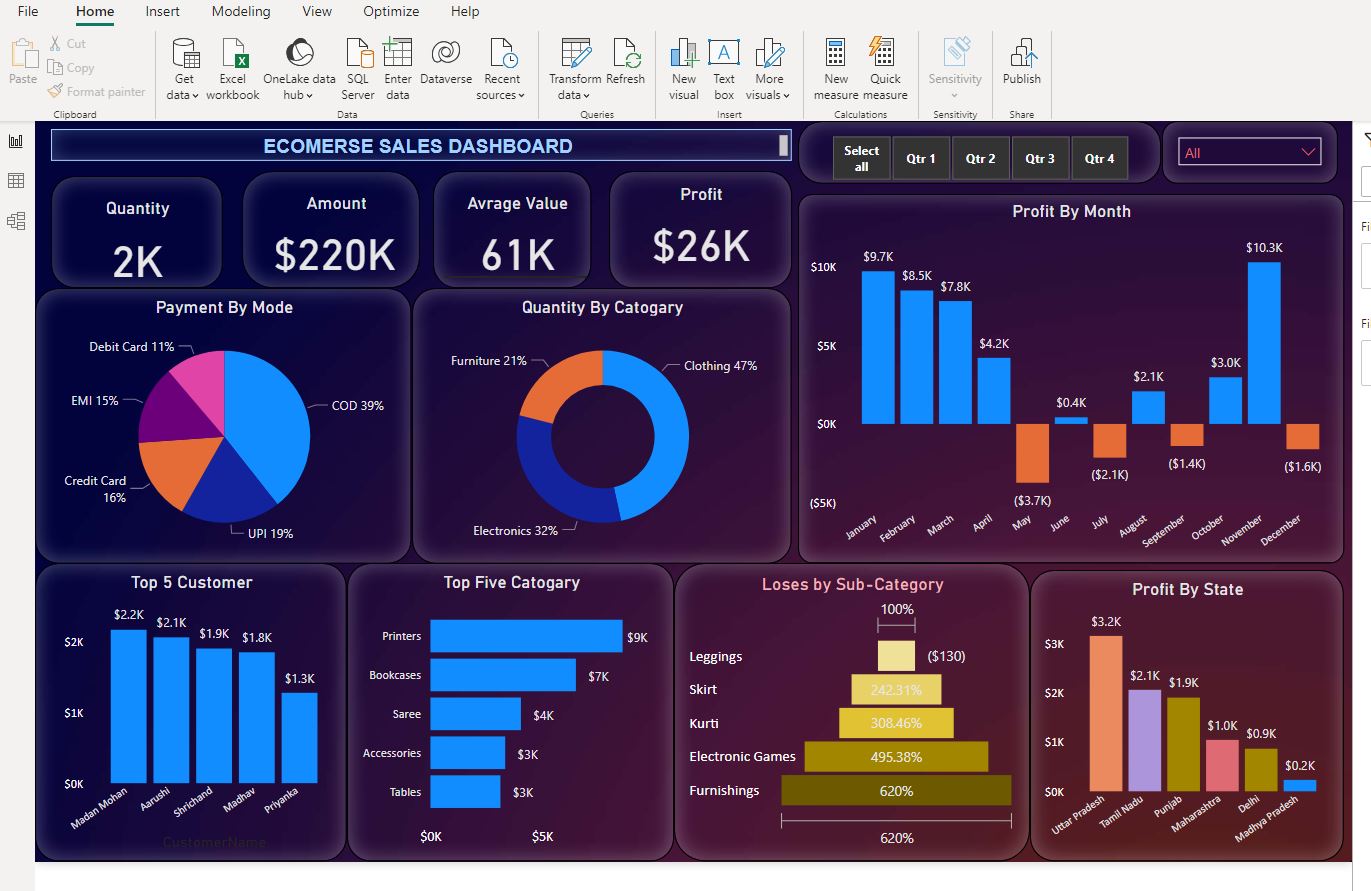 File Home Insert Modeling View Optimize Help
Paste
Cut
Copy
Format painter
Clipboard
Get data
Excel workbook
OneLake data hub
SQL Server
Enter data
Dataverse
Recent sources
Data
Transform data
Refresh
Queries
New visual
Text box
More visuals
Insert
New measure
Quick measure
Calculations
Sensitivity
Sensitivity
Publish
Share
ECOMERSE SALES DASHBOARD
Select all
Qtr 1
Qtr 2
Qtr 3
Qtr 4
All
Quantity
2K
Amount
$220K
Avrage Value
61K
Profit
$26K
Payment By Mode
Debit Card 11%
EMI 15%
COD 39%
Credit Card
16%
UPI 19%
Quantity By Catogary
Furniture 21%
Clothing 47%
Electronics 32%
Profit By Month
$10K
$5K
$0K
($5K)
$9.7K
$8.5K
$7.8K
$4.2K
($3.7K)
$0.4K
($2.1K)
$2.1K
($1.4K)
$3.0K
$10.3K
($1.6K)
January
February
March
April
May
June
July
August
September
October
November
December
Top 5 Customer
$2K
$1K
$0K
$2.2K
$2.1K
$1.9K
$1.8K
$1.3K
Madan Mohan
Aarushi
Shrichand
Madhav
Priyanka
CustomerName
Top Five Catogary
Printers $9K
Bookcases $7K
Saree $4K
Accessories $3K
Tables $3K
$0K $5K
Loses by Sub-Category
100%
Leggings ($130)
Skirt 242.31%
Kurti 308.46%
Electronic Games 495.38%
Furnishings 620%
620%
Profit By State
$3K
$2K
$1K
$0K
$3.2K
$2.1K
$1.9K
$1.0K
$0.9K
$0.2K
Uttar Pradesh
Tamil Nadu
Punjab
Maharashtra
Delhi
Madhya Pradesh